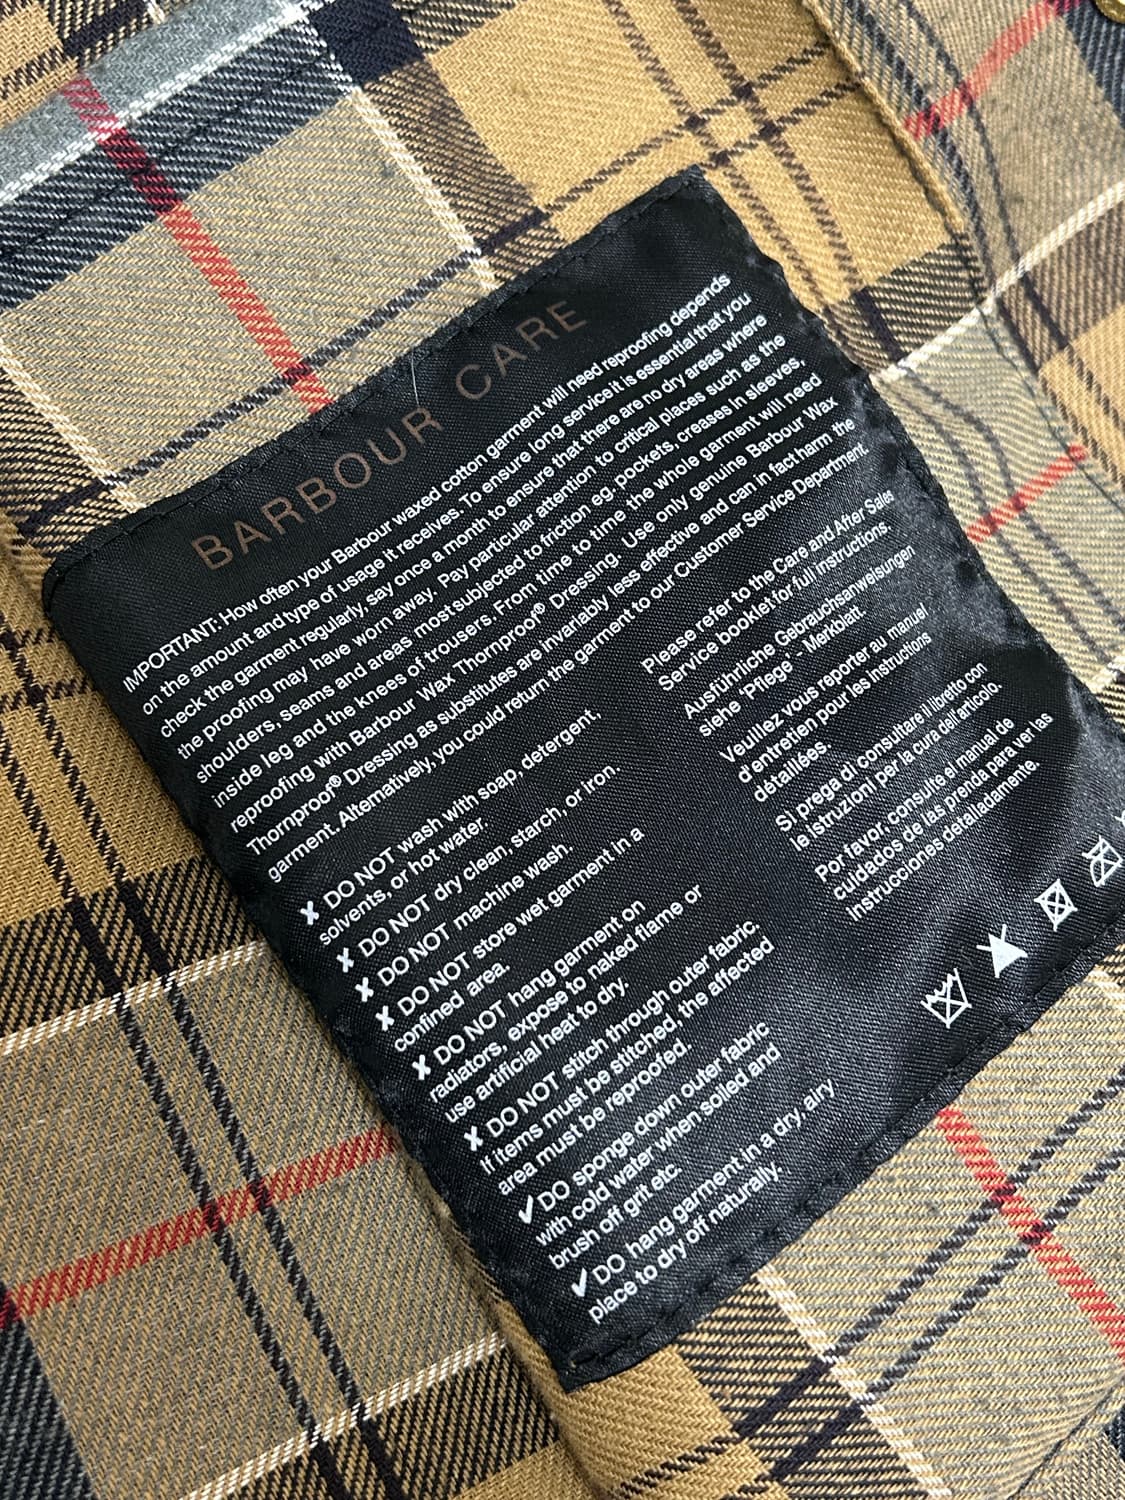 BARBOUR CARE
IMPORTANT: How often your Barbour waxed cotton garment will need reproofing depends
on the amount and type of usage it receives. To ensure long service it is essential that you
check the garment regularly, say once a month to ensure that there are no dry areas where
the proofing may have worn away. Pay particular attention to critical places such as the
shoulders, seams and areas most subjected to friction eg. pockets, creases in sleeves,
inside leg and the knees of trousers. From time to time the whole garment will need
reproofing with Barbour Wax Thornproof® Dressing. Use only genuine Barbour Wax
Thornproof® Dressing as substitutes are invariably less effective and can in fact harm the
garment. Alternatively, you could return the garment to our Customer Service Department.
✘ DO NOT wash with soap, detergent,
solvents, or hot water.
✘ DO NOT dry clean, starch, or iron.
✘ DO NOT machine wash.
✘ DO NOT store wet garment in a
confined area.
✘ DO NOT hang garment on
radiators, expose to naked flame or
use artificial heat to dry.
✘ DO NOT stitch through outer fabric.
If items must be stitched, the affected
area must be reproofed.
✔ DO sponge down outer fabric
with cold water when soiled and
brush off grit etc.
✔ DO hang garment in a dry, airy
place to dry off naturally.
Please refer to the Care and After Sales
Service booklet for full instructions.
Ausführliche Gebrauchsanweisungen
siehe 'Pflege' - Merkblatt.
Veuillez vous reporter au manuel
d'entretien pour les instructions
détaillées.
Si prega di consultare il libretto con
le istruzioni per la cura dell'articolo.
Por favor, consulte el manual de
cuidados de las prenda para ver las
instrucciones detalladamente.